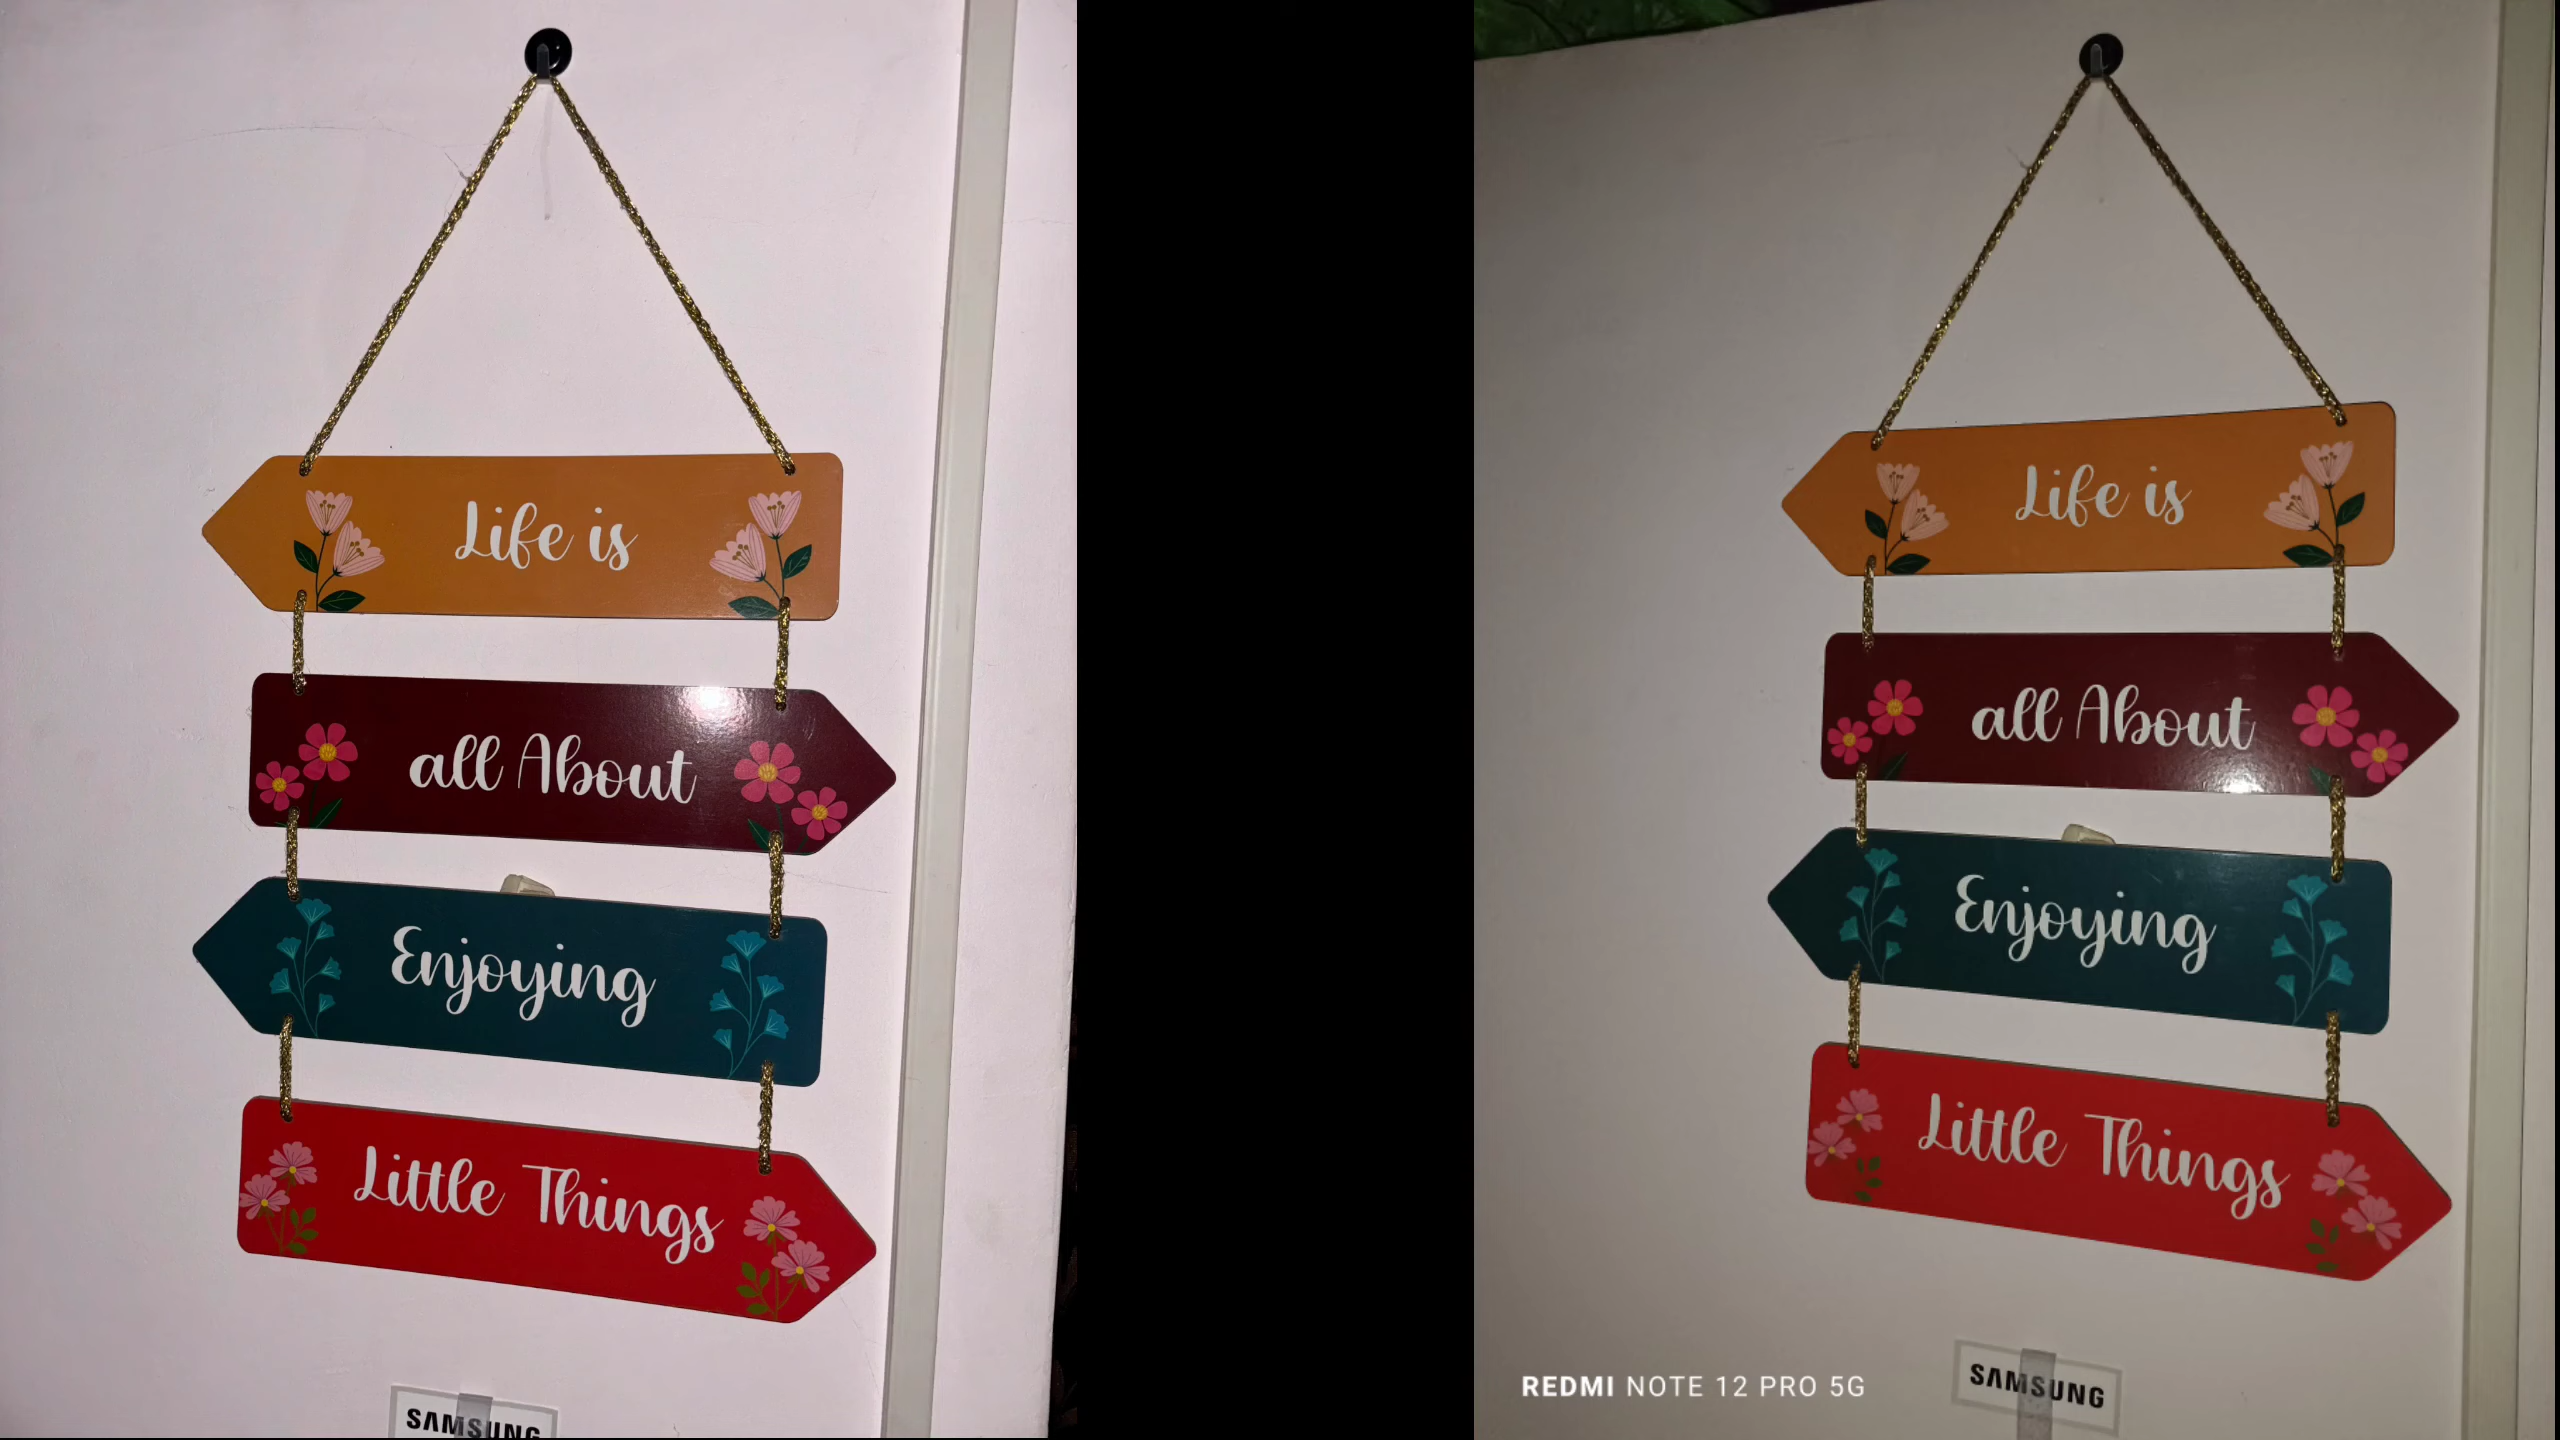 Life is
all About
Enjoying
Little Things
SAMSUNG
Life is
all About
Enjoying
Little Things
SAMSUNG
REDMI NOTE 12 PRO 5G